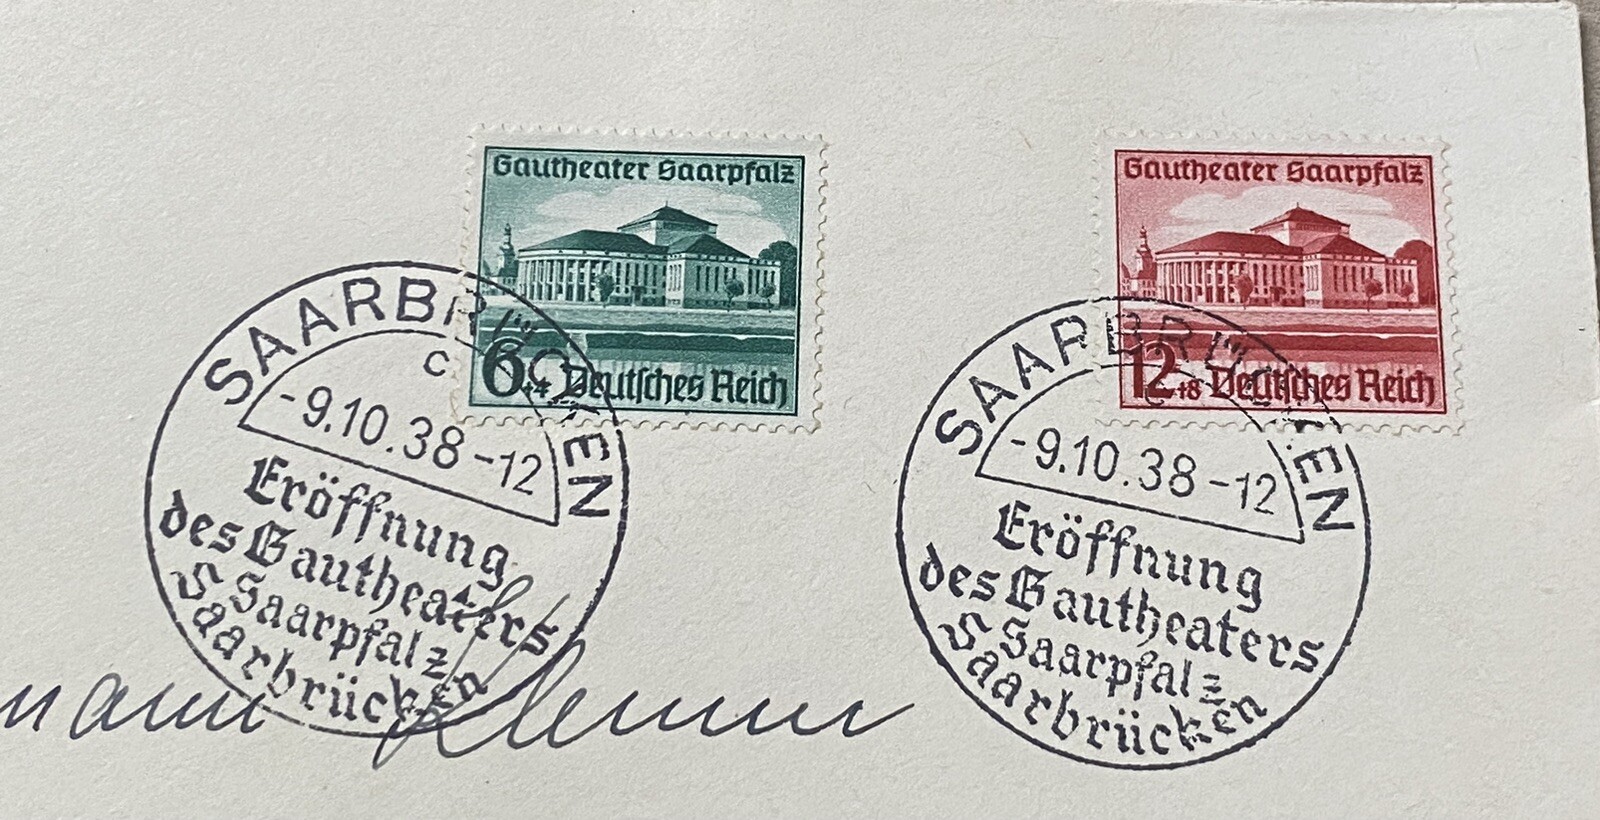 Gautheater Saarpfalz
6+4 Deutsches Reich
Gautheater Saarpfalz
12+8 Deutsches Reich
SAARBRÜCKEN
c
-9.10.38-12
Eröffnung
des Gautheaters
Saarpfalz
Saarbrücken
SAARBRÜCKEN
c
-9.10.38-12
Eröffnung
des Gautheaters
Saarpfalz
Saarbrücken